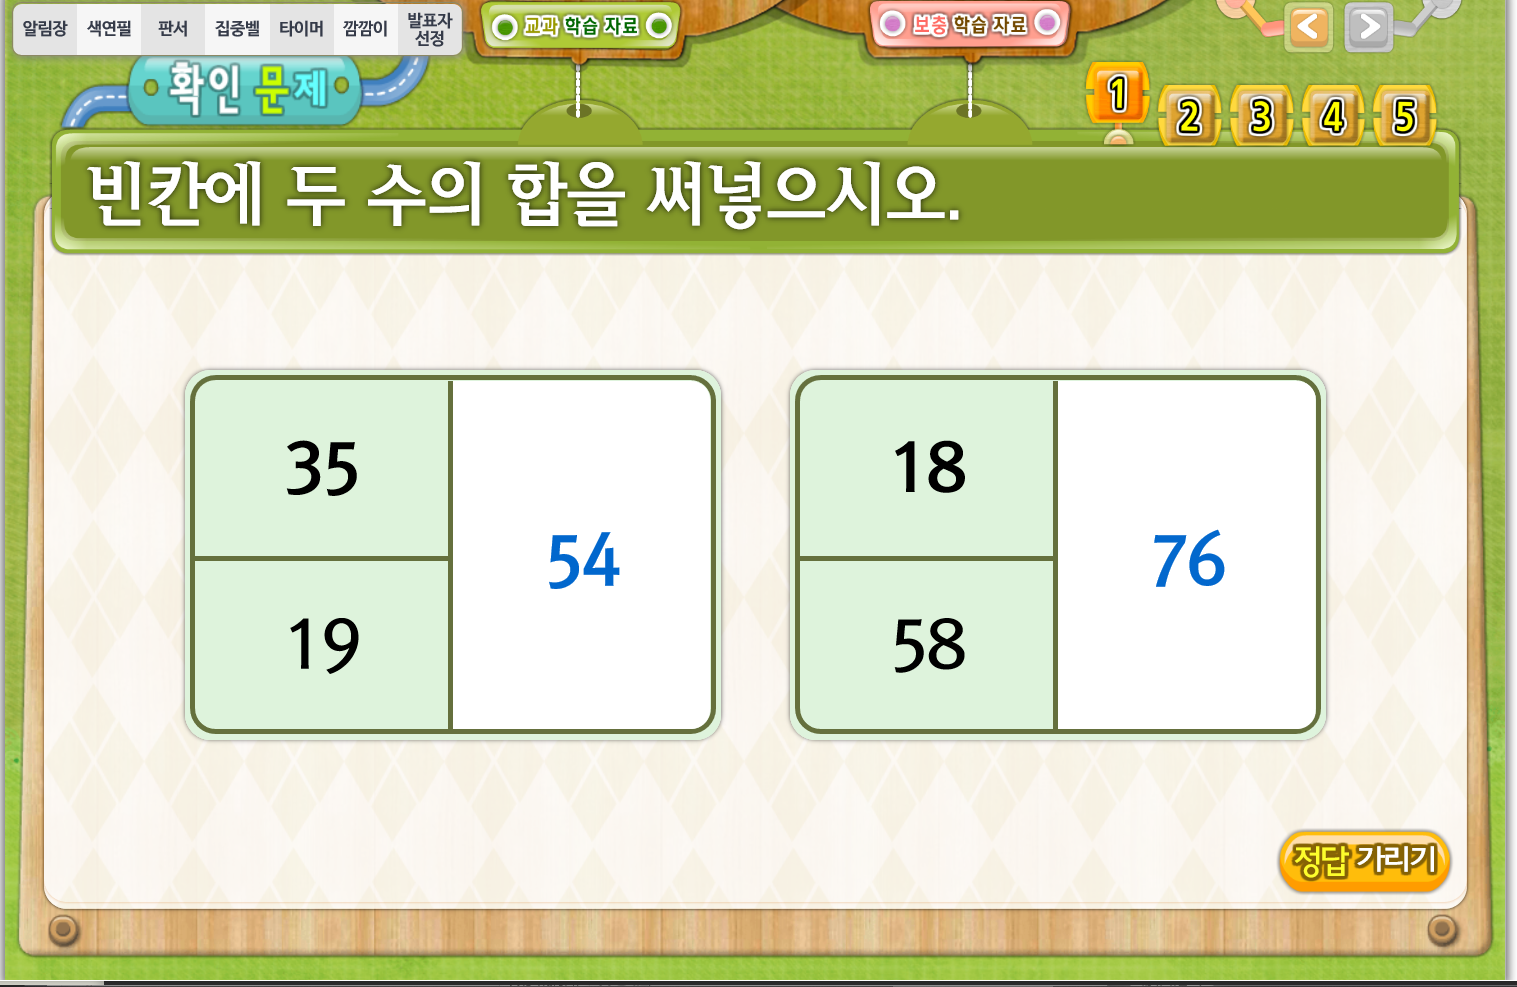 알림장 색연필 판서 집중벨 타이머 깜깜이 발표자 선정
교과 학습 자료
보충 학습 자료
확인 문제
1 2 3 4 5
빈칸에 두 수의 합을 써넣으시오.
35
19
54
18
58
76
정답 가리기